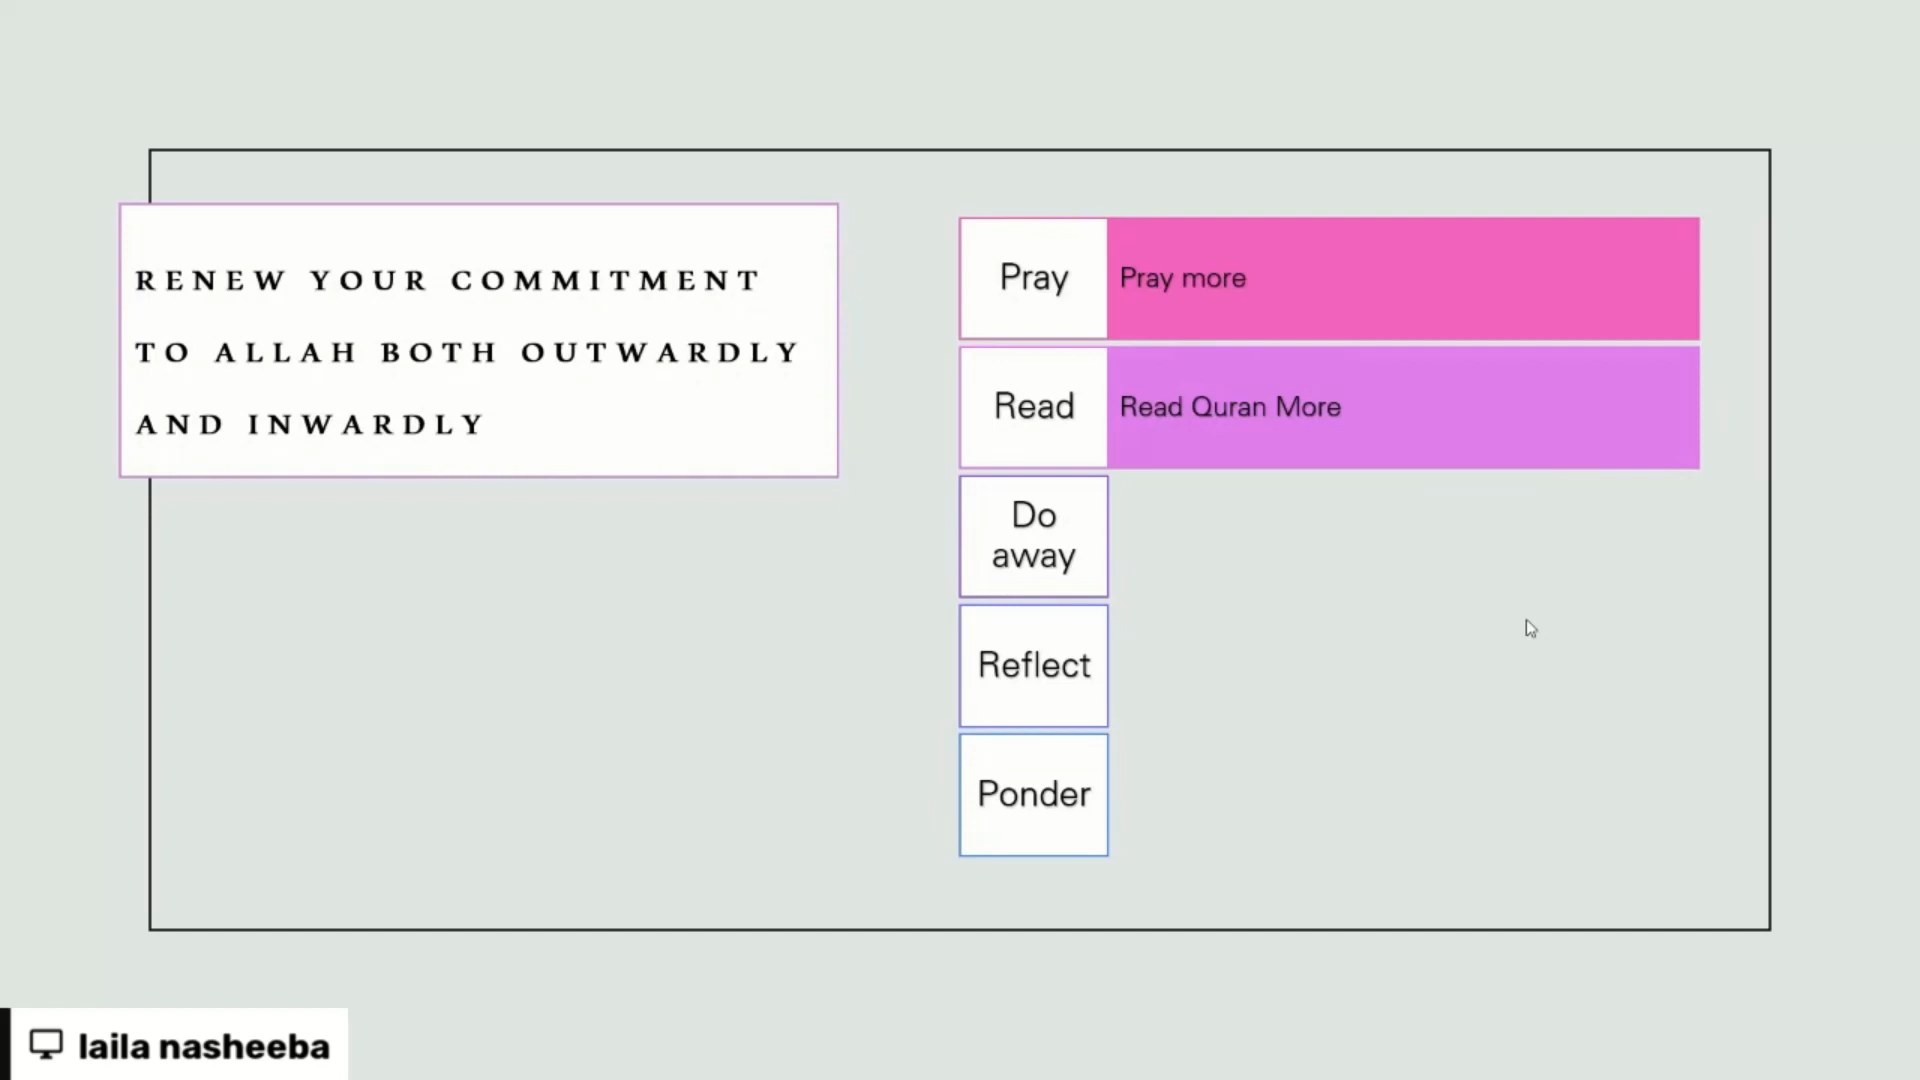 RENEW YOUR COMMITMENT
TO ALLAH BOTH OUTWARDLY
AND INWARDLY
Pray
Pray more
Read
Read Quran More
Do
away
Reflect
Ponder
laila nasheeba